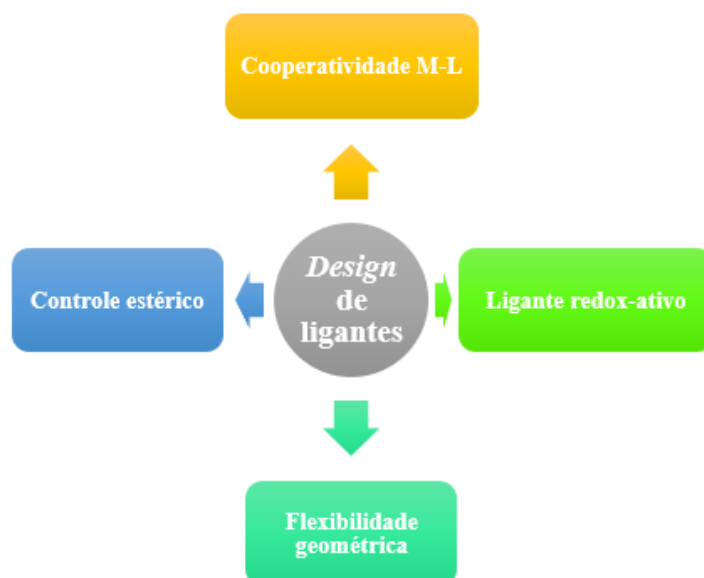 Cooperatividade M-L
Controle estérico
Design
de
ligantes
Ligante redox-ativo
Flexibilidade
geométrica